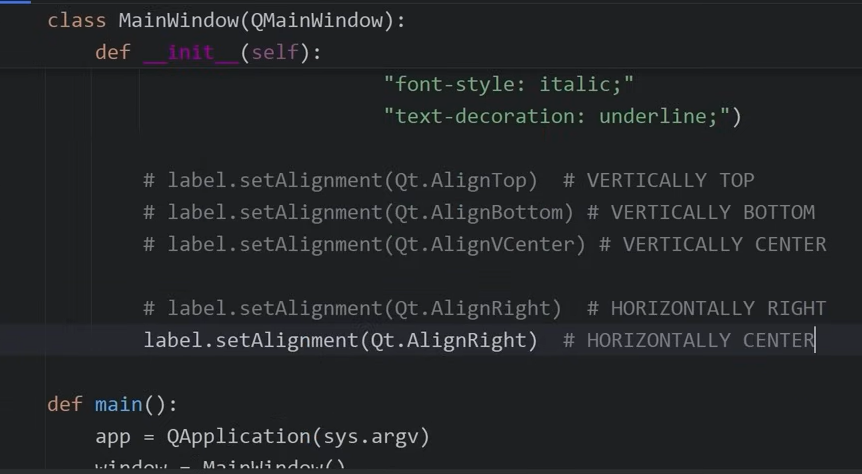 class MainWindow(QMainWindow):
def __init__(self):
"font-style: italic;"
"text-decoration: underline;")
# label.setAlignment(Qt.AlignTop)  # VERTICALLY TOP
# label.setAlignment(Qt.AlignBottom) # VERTICALLY BOTTOM
# label.setAlignment(Qt.AlignVCenter) # VERTICALLY CENTER
# label.setAlignment(Qt.AlignRight)  # HORIZONTALLY RIGHT
label.setAlignment(Qt.AlignRight)  # HORIZONTALLY CENTER
def main():
app = QApplication(sys.argv)
window = MainWindow()